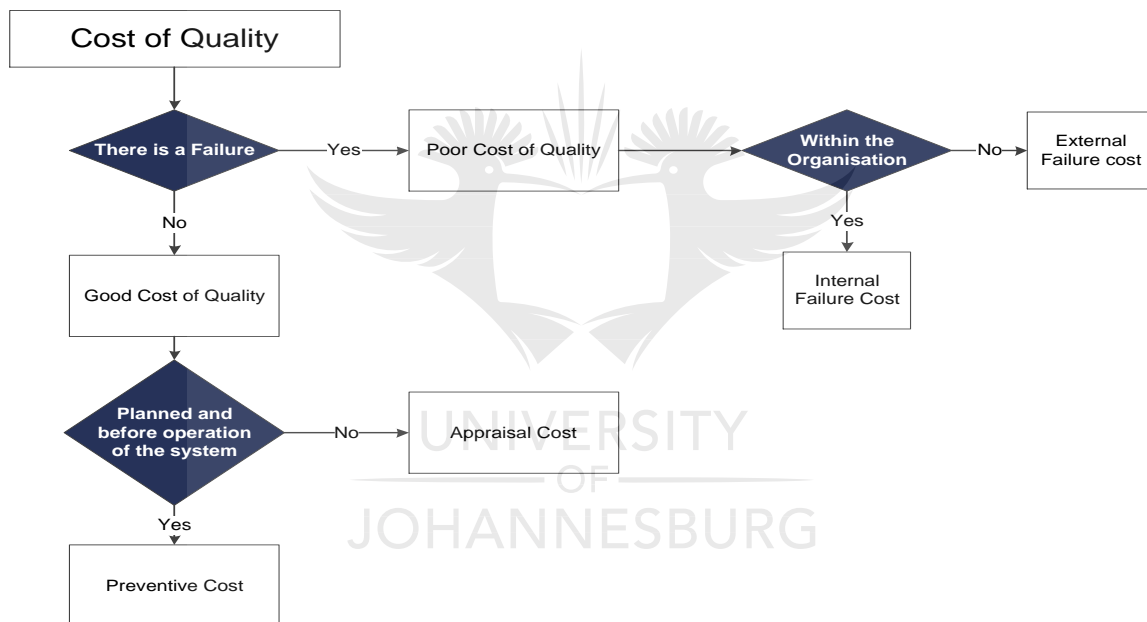 Cost of Quality
There is a Failure
Yes
Poor Cost of Quality
Within the
Organisation
No
External
Failure cost
No
Yes
Good Cost of Quality
Internal
Failure Cost
Planned and
before operation
of the system
No
Appraisal Cost
Yes
Preventive Cost
UNIVERSITY
OF
JOHANNESBURG